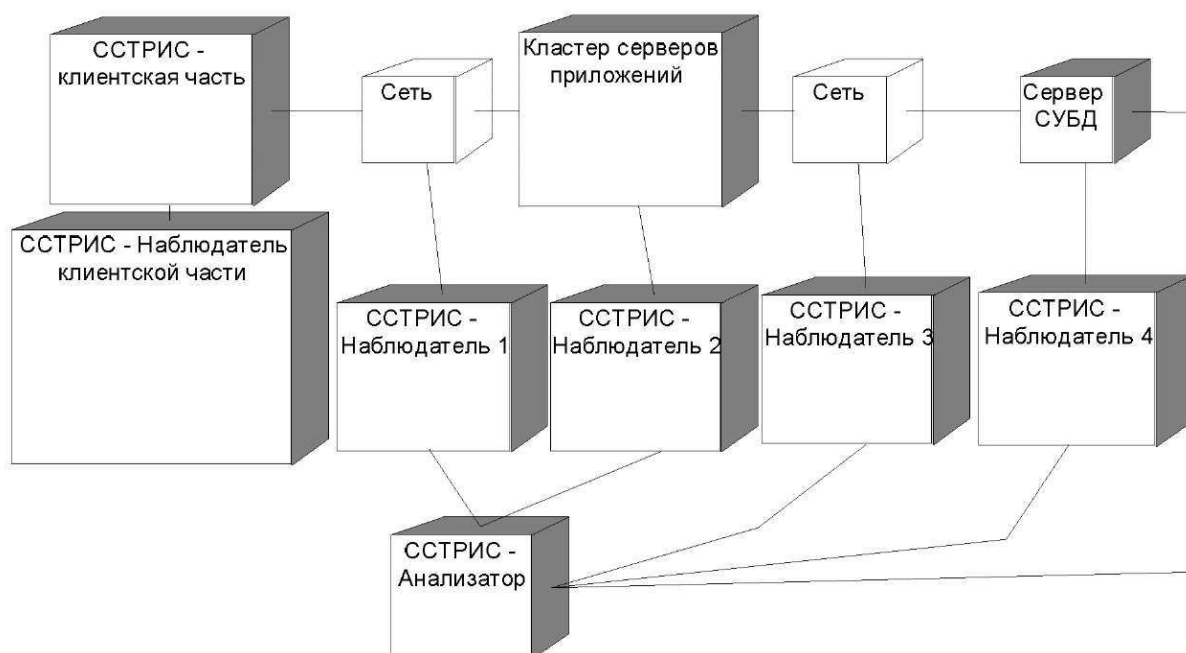 ССТРИС -
клиентская часть
Сеть
Кластер серверов
приложений
Сеть
Сервер
СУБД
ССТРИС - Наблюдатель
клиентской части
ССТРИС -
Наблюдатель 1
ССТРИС -
Наблюдатель 2
ССТРИС -
Наблюдатель 3
ССТРИС -
Наблюдатель 4
ССТРИС -
Анализатор